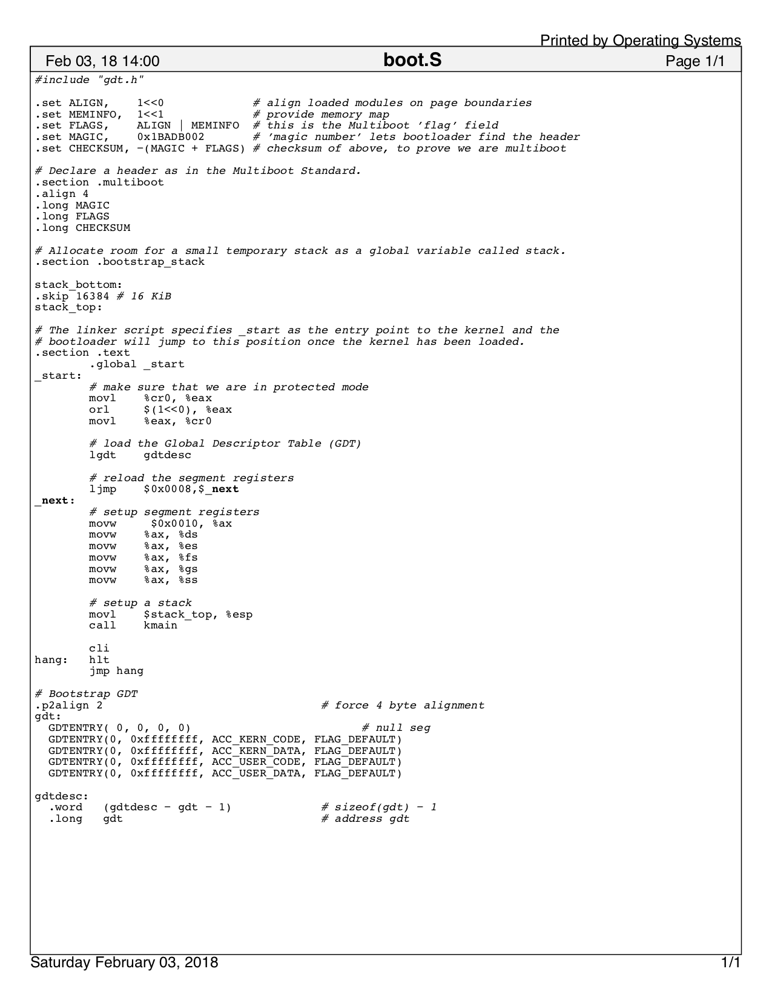 Printed by Operating Systems
Feb 03, 18 14:00 boot.S Page 1/1
#include "gdt.h"
.set ALIGN,    1<<0             # align loaded modules on page boundaries
.set MEMINFO,  1<<1             # provide memory map
.set FLAGS,    ALIGN | MEMINFO  # this is the Multiboot ’flag’ field
.set MAGIC,    0x1BADB002       # ’magic number’ lets bootloader find the header
.set CHECKSUM, −(MAGIC + FLAGS) # checksum of above, to prove we are multiboot
# Declare a header as in the Multiboot Standard.
.section .multiboot
.align 4
.long MAGIC
.long FLAGS
.long CHECKSUM
# Allocate room for a small temporary stack as a global variable called stack.
.section .bootstrap_stack
stack_bottom:
.skip 16384 # 16 KiB
stack_top:
# The linker script specifies _start as the entry point to the kernel and the
# bootloader will jump to this position once the kernel has been loaded.
.section .text
        .global _start
_start:
        # make sure that we are in protected mode
        movl    %cr0, %eax
        orl     $(1<<0), %eax
        movl    %eax, %cr0
        # load the Global Descriptor Table (GDT)
        lgdt    gdtdesc
        # reload the segment registers
        ljmp    $0x0008,$_next
_next:
        # setup segment registers
        movw     $0x0010, %ax
        movw    %ax, %ds
        movw    %ax, %es
        movw    %ax, %fs
        movw    %ax, %gs
        movw    %ax, %ss
        # setup a stack
        movl    $stack_top, %esp
        call    kmain
        cli
hang:   hlt
        jmp hang
# Bootstrap GDT
.p2align 2                                # force 4 byte alignment
gdt:
  GDTENTRY( 0, 0, 0, 0)                         # null seg
  GDTENTRY(0, 0xffffffff, ACC_KERN_CODE, FLAG_DEFAULT)
  GDTENTRY(0, 0xffffffff, ACC_KERN_DATA, FLAG_DEFAULT)
  GDTENTRY(0, 0xffffffff, ACC_USER_CODE, FLAG_DEFAULT)
  GDTENTRY(0, 0xffffffff, ACC_USER_DATA, FLAG_DEFAULT)
gdtdesc:
  .word   (gdtdesc − gdt − 1)             # sizeof(gdt) − 1
  .long   gdt                             # address gdt
Saturday February 03, 2018 1/1